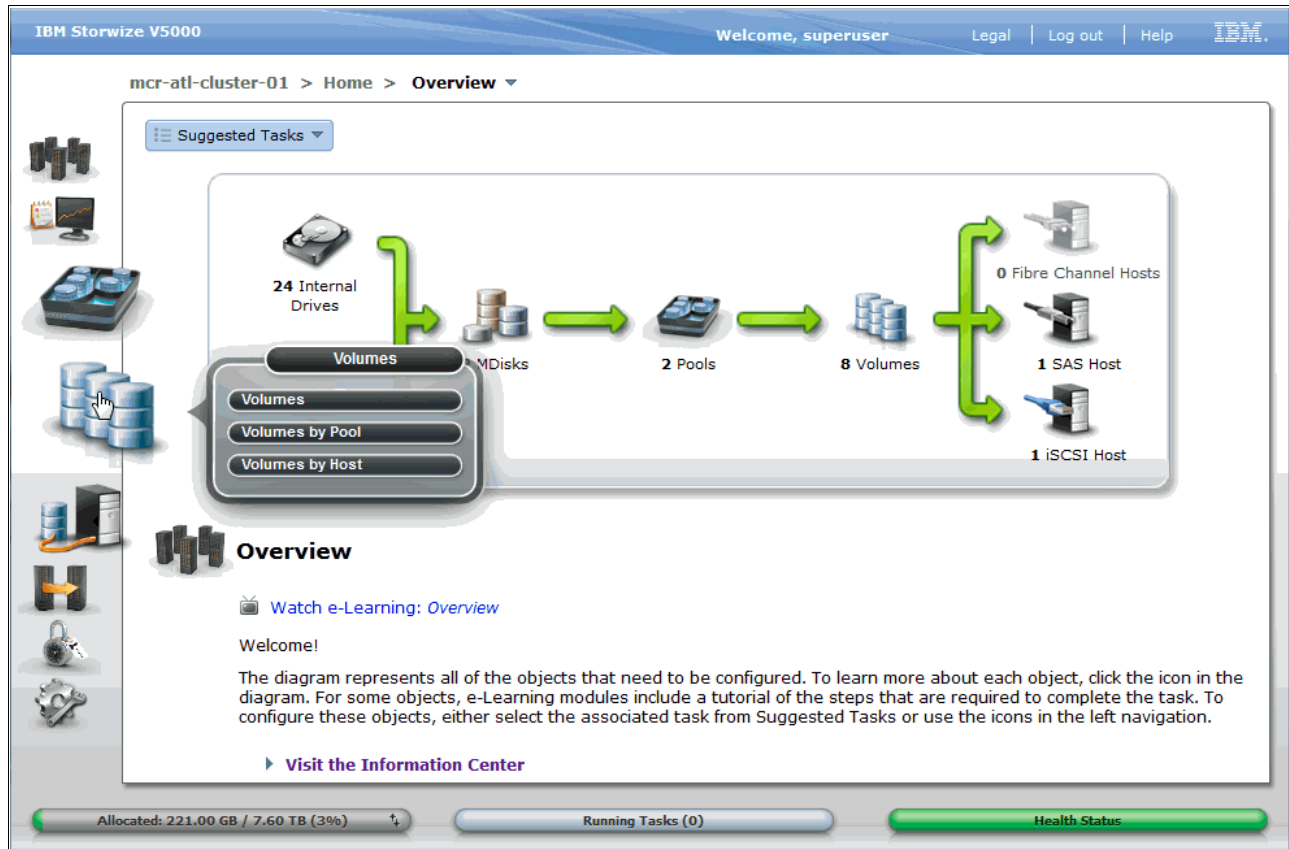 IBM Storwize V5000
Welcome, superuser
Legal | Log out | Help
IBM.
mcr-atl-cluster-01 > Home > Overview
Suggested Tasks
24 Internal
Drives
MDisks
2 Pools
8 Volumes
0 Fibre Channel Hosts
1 SAS Host
1 iSCSI Host
Volumes
Volumes
Volumes by Pool
Volumes by Host
Overview
Watch e-Learning: Overview
Welcome!
The diagram represents all of the objects that need to be configured. To learn more about each object, click the icon in the
diagram. For some objects, e-Learning modules include a tutorial of the steps that are required to complete the task. To
configure these objects, either select the associated task from Suggested Tasks or use the icons in the left navigation.
Visit the Information Center
Allocated: 221.00 GB / 7.60 TB (3%)
Running Tasks (0)
Health Status